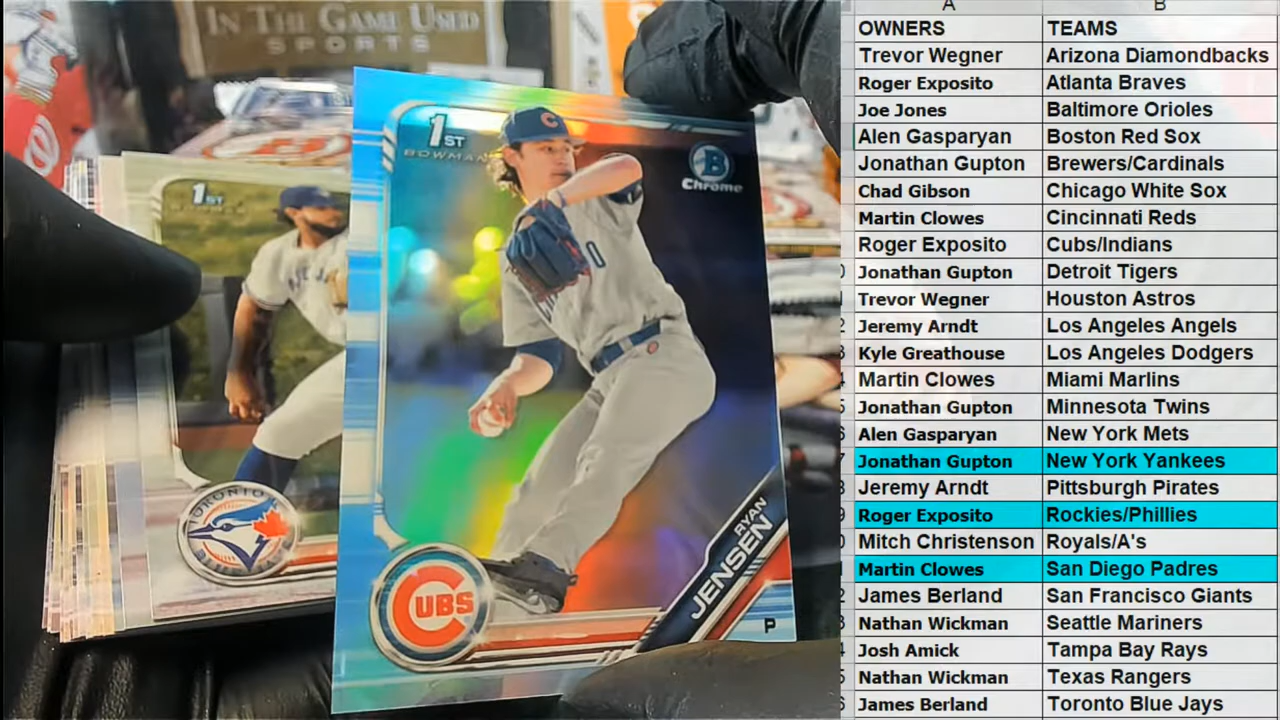 IN THE GAME USED
SPORTS
1ST
BOWMAN
B
Chrome
1ST
0
TORONTO
CUBS
RYAN
JENSEN
P
A B
OWNERS TEAMS
Trevor Wegner Arizona Diamondbacks
Roger Exposito Atlanta Braves
Joe Jones Baltimore Orioles
Alen Gasparyan Boston Red Sox
Jonathan Gupton Brewers/Cardinals
Chad Gibson Chicago White Sox
Martin Clowes Cincinnati Reds
Roger Exposito Cubs/Indians
Jonathan Gupton Detroit Tigers
Trevor Wegner Houston Astros
Jeremy Arndt Los Angeles Angels
Kyle Greathouse Los Angeles Dodgers
Martin Clowes Miami Marlins
Jonathan Gupton Minnesota Twins
Alen Gasparyan New York Mets
Jonathan Gupton New York Yankees
Jeremy Arndt Pittsburgh Pirates
Roger Exposito Rockies/Phillies
Mitch Christenson Royals/A's
Martin Clowes San Diego Padres
James Berland San Francisco Giants
Nathan Wickman Seattle Mariners
Josh Amick Tampa Bay Rays
Nathan Wickman Texas Rangers
James Berland Toronto Blue Jays